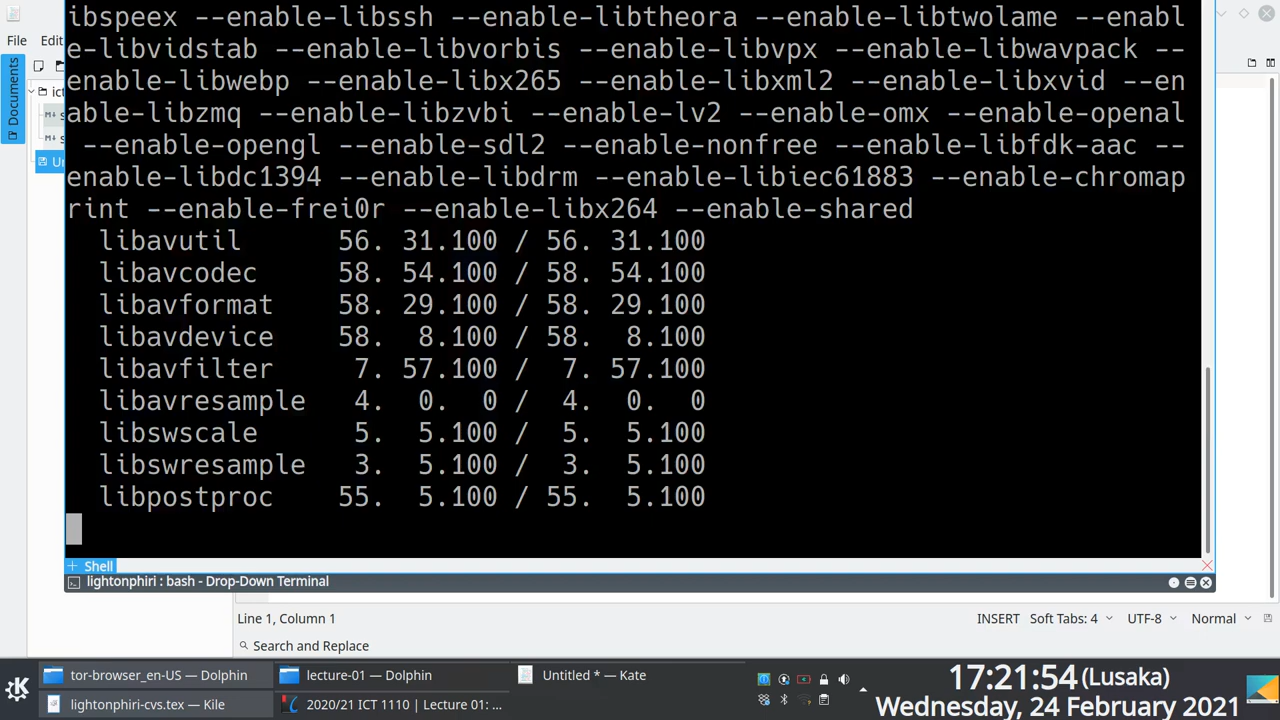 ibspeex --enable-libssh --enable-libtheora --enable-libtwolame --enabl
e-libvidstab --enable-libvorbis --enable-libvpx --enable-libwavpack --
enable-libwebp --enable-libx265 --enable-libxml2 --enable-libxvid --en
able-libzmq --enable-libzvbi --enable-lv2 --enable-omx --enable-openal
--enable-opengl --enable-sdl2 --enable-nonfree --enable-libfdk-aac --
enable-libdc1394 --enable-libdrm --enable-libiec61883 --enable-chromap
rint --enable-frei0r --enable-libx264 --enable-shared
libavutil 56. 31.100 / 56. 31.100
libavcodec 58. 54.100 / 58. 54.100
libavformat 58. 29.100 / 58. 29.100
libavdevice 58. 8.100 / 58. 8.100
libavfilter 7. 57.100 / 7. 57.100
libavresample 4. 0. 0 / 4. 0. 0
libswscale 5. 5.100 / 5. 5.100
libswresample 3. 5.100 / 3. 5.100
libpostproc 55. 5.100 / 55. 5.100
File Edi
Documents
ict
s
s
Un
Shell
lightonphiri : bash - Drop-Down Terminal
Line 1, Column 1
INSERT Soft Tabs: 4 UTF-8 Normal
Search and Replace
tor-browser_en-US — Dolphin
lecture-01 — Dolphin
Untitled * — Kate
lightonphiri-cvs.tex — Kile
2020/21 ICT 1110 | Lecture 01: ...
17:21:54 (Lusaka)
Wednesday, 24 February 2021